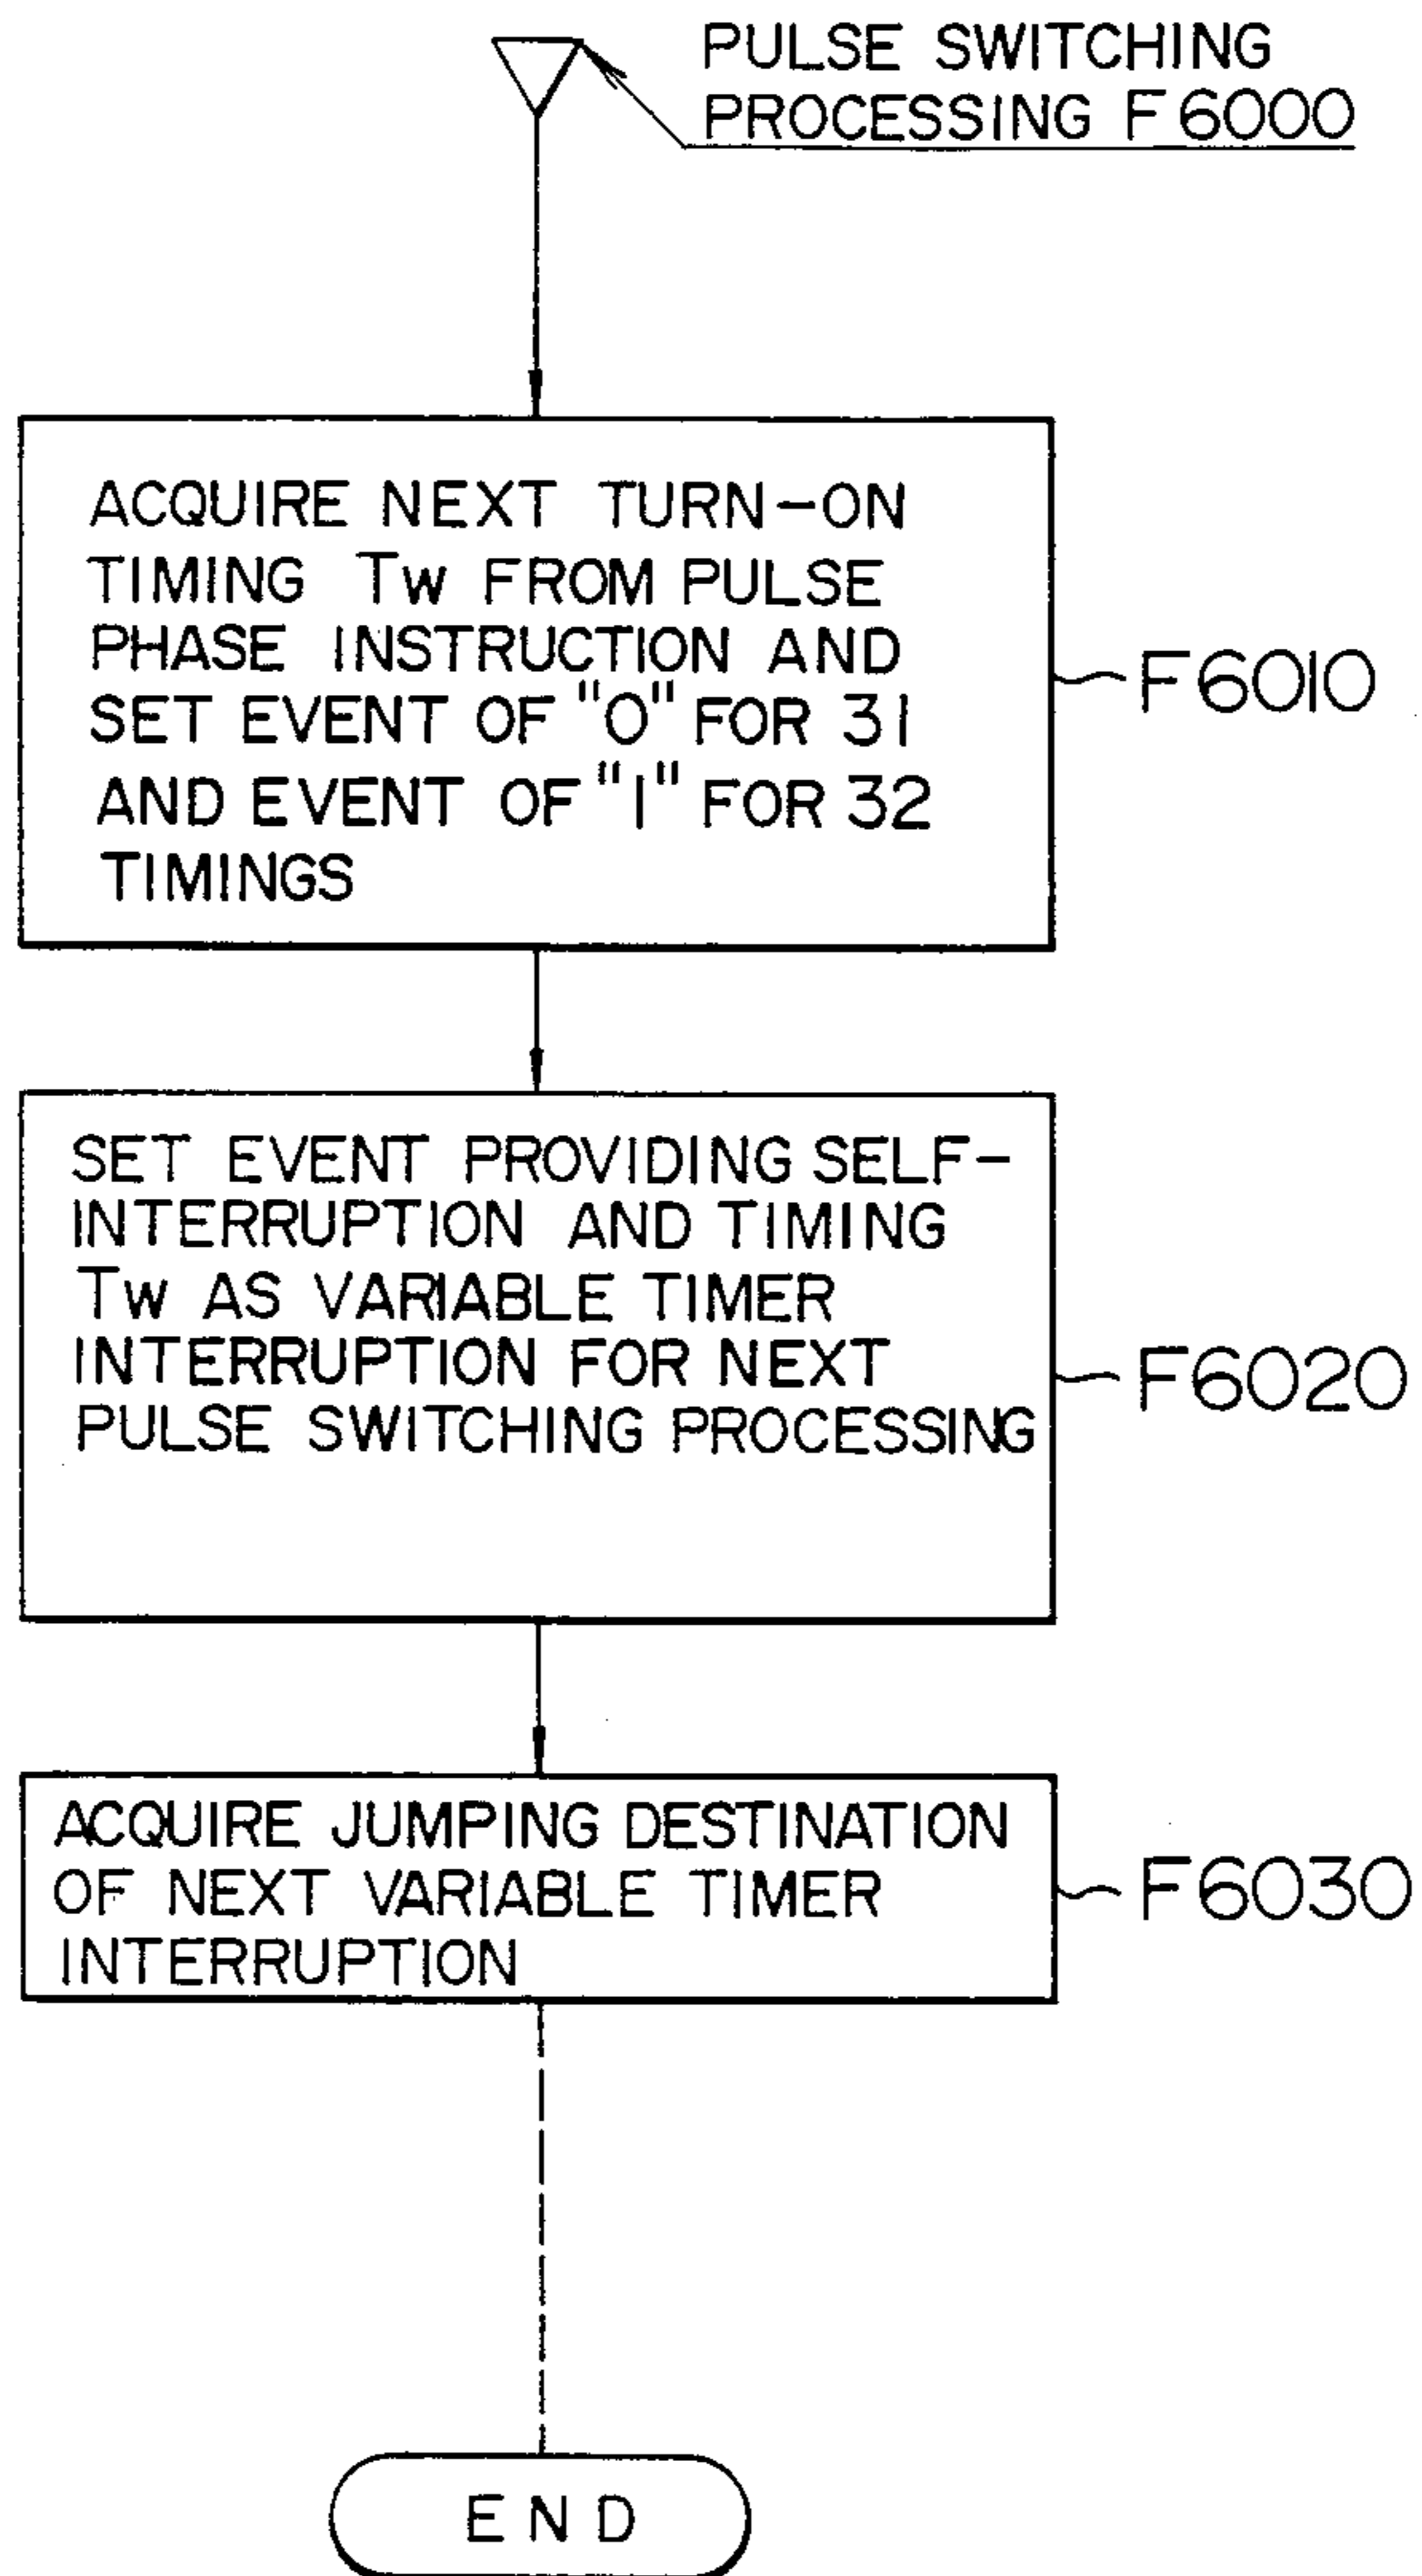 PULSE SWITCHING
PROCESSING F6000
ACQUIRE NEXT TURN-ON
TIMING Tw FROM PULSE
PHASE INSTRUCTION AND
SET EVENT OF "0" FOR 31
AND EVENT OF "1" FOR 32
TIMINGS
F6010
SET EVENT PROVIDING SELF-
INTERRUPTION AND TIMING
Tw AS VARIABLE TIMER
INTERRUPTION FOR NEXT
PULSE SWITCHING PROCESSING
F6020
ACQUIRE JUMPING DESTINATION
OF NEXT VARIABLE TIMER
INTERRUPTION
F6030
END